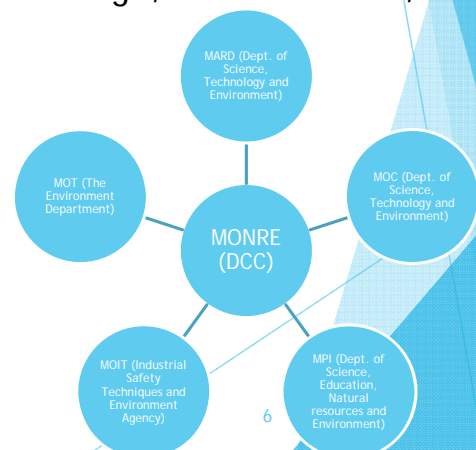 MARD (Dept. of
Science,
Technology and
Environment)
MOT (The
Environment
Department)
MOC (Dept. of
Science,
Technology and
Environment)
MONRE
(DCC)
MOIT (Industrial
Safety
Techniques and
Environment
Agency)
MPI (Dept. of
Science,
Education,
Natural
resources and
Environment)
6